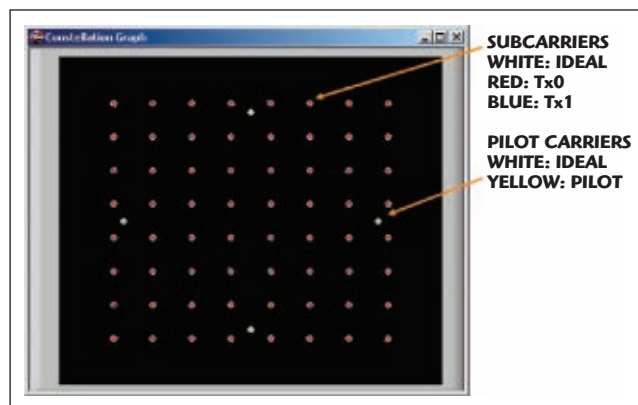 Constellation Graph
SUBCARRIERS
WHITE: IDEAL
RED: Tx0
BLUE: Tx1
PILOT CARRIERS
WHITE: IDEAL
YELLOW: PILOT